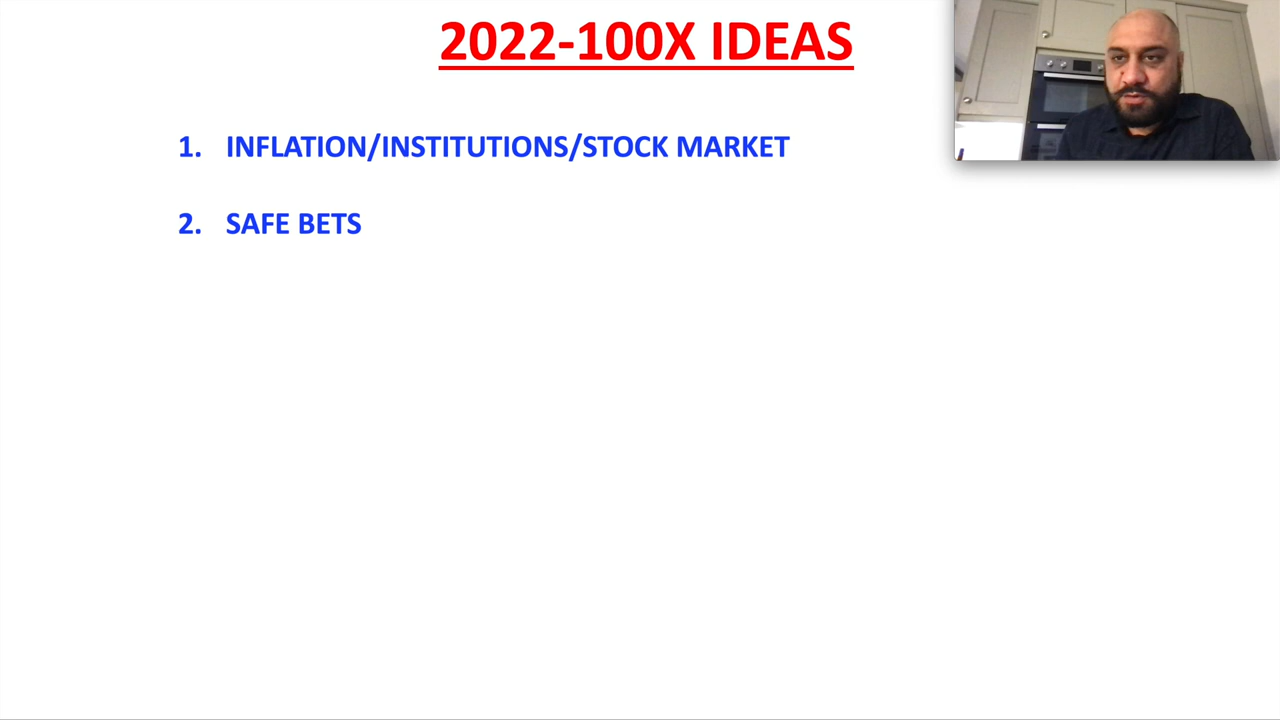 2022-100X IDEAS
1. INFLATION/INSTITUTIONS/STOCK MARKET
2. SAFE BETS